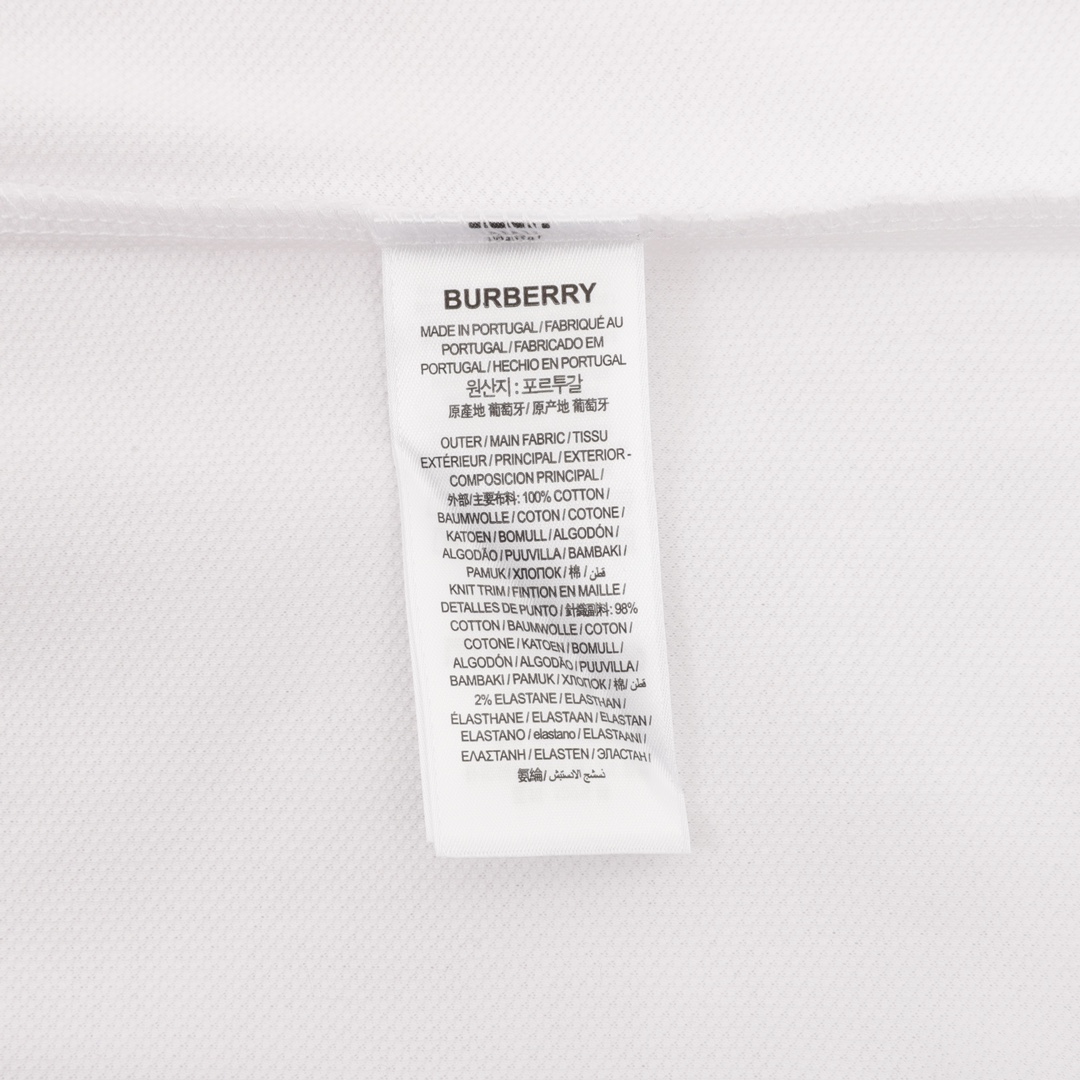 BURBERRY
MADE IN PORTUGAL / FABRIQUÉ AU
PORTUGAL / FABRICADO EM
PORTUGAL / HECHIO EN PORTUGAL
원산지 : 포르투갈
原產地 葡萄牙 / 原产地 葡萄牙
OUTER / MAIN FABRIC / TISSU
EXTÉRIEUR / PRINCIPAL / EXTERIOR -
COMPOSICION PRINCIPAL /
外部/主要布料: 100% COTTON /
BAUMWOLLE / COTON / COTONE /
KATOEN / BOMULL / ALGODÓN /
ALGODÃO / PUUVILLA / BAMBAKI /
PAMUK / ХЛОПОК / 棉 / قطن
KNIT TRIM / FINTION EN MAILLE /
DETALLES DE PUNTO / 針織副料: 98%
COTTON / BAUMWOLLE / COTON /
COTONE / KATOEN / BOMULL /
ALGODÓN / ALGODÃO / PUUVILLA /
BAMBAKI / PAMUK / ХЛОПОК / 棉/ قطن
2% ELASTANE / ELASTHAN /
ÉLASTHANE / ELASTAAN / ELASTAN /
ELASTANO / elastano / ELASTAANI /
ΕΛΑΣΤΑΝΗ / ELASTEN / ЭЛАСТАН /
氨纶/